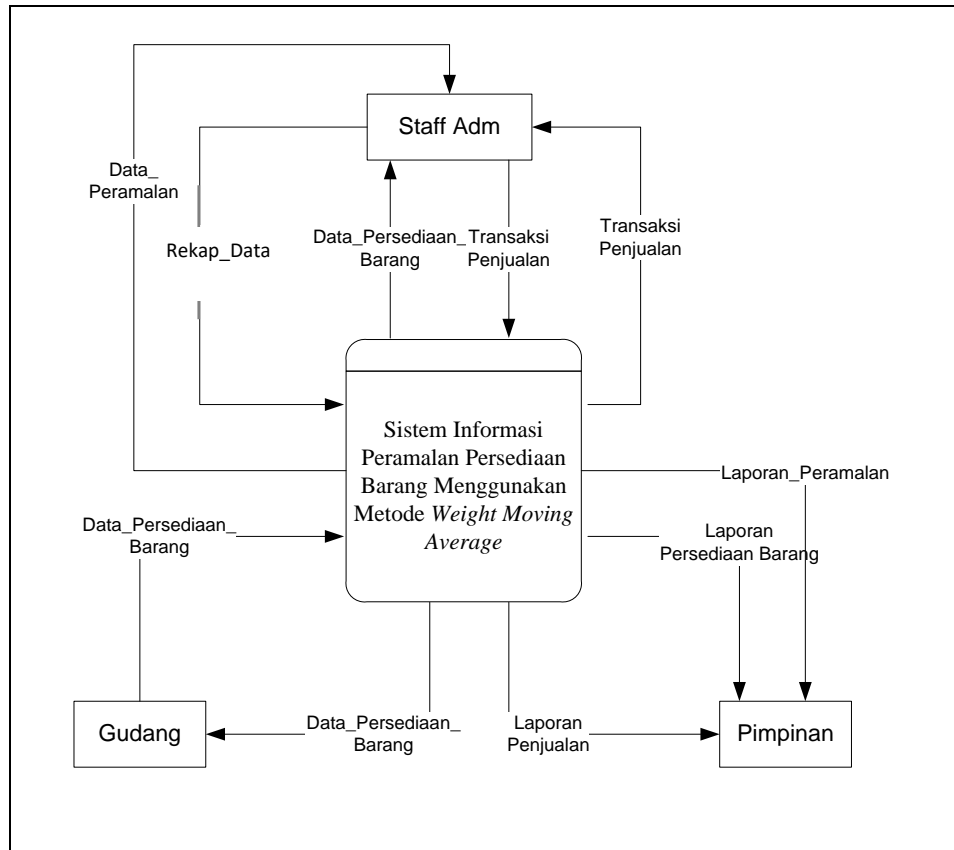 Staff Adm
Data_
Peramalan
Rekap_Data
Data_Persediaan_
Barang
Transaksi
Penjualan
Transaksi
Penjualan
Sistem Informasi
Peramalan Persediaan
Barang Menggunakan
Metode Weight Moving
Average
Laporan_Peramalan
Laporan
Persediaan Barang
Data_Persediaan_
Barang
Gudang
Data_Persediaan_
Barang
Laporan
Penjualan
Pimpinan